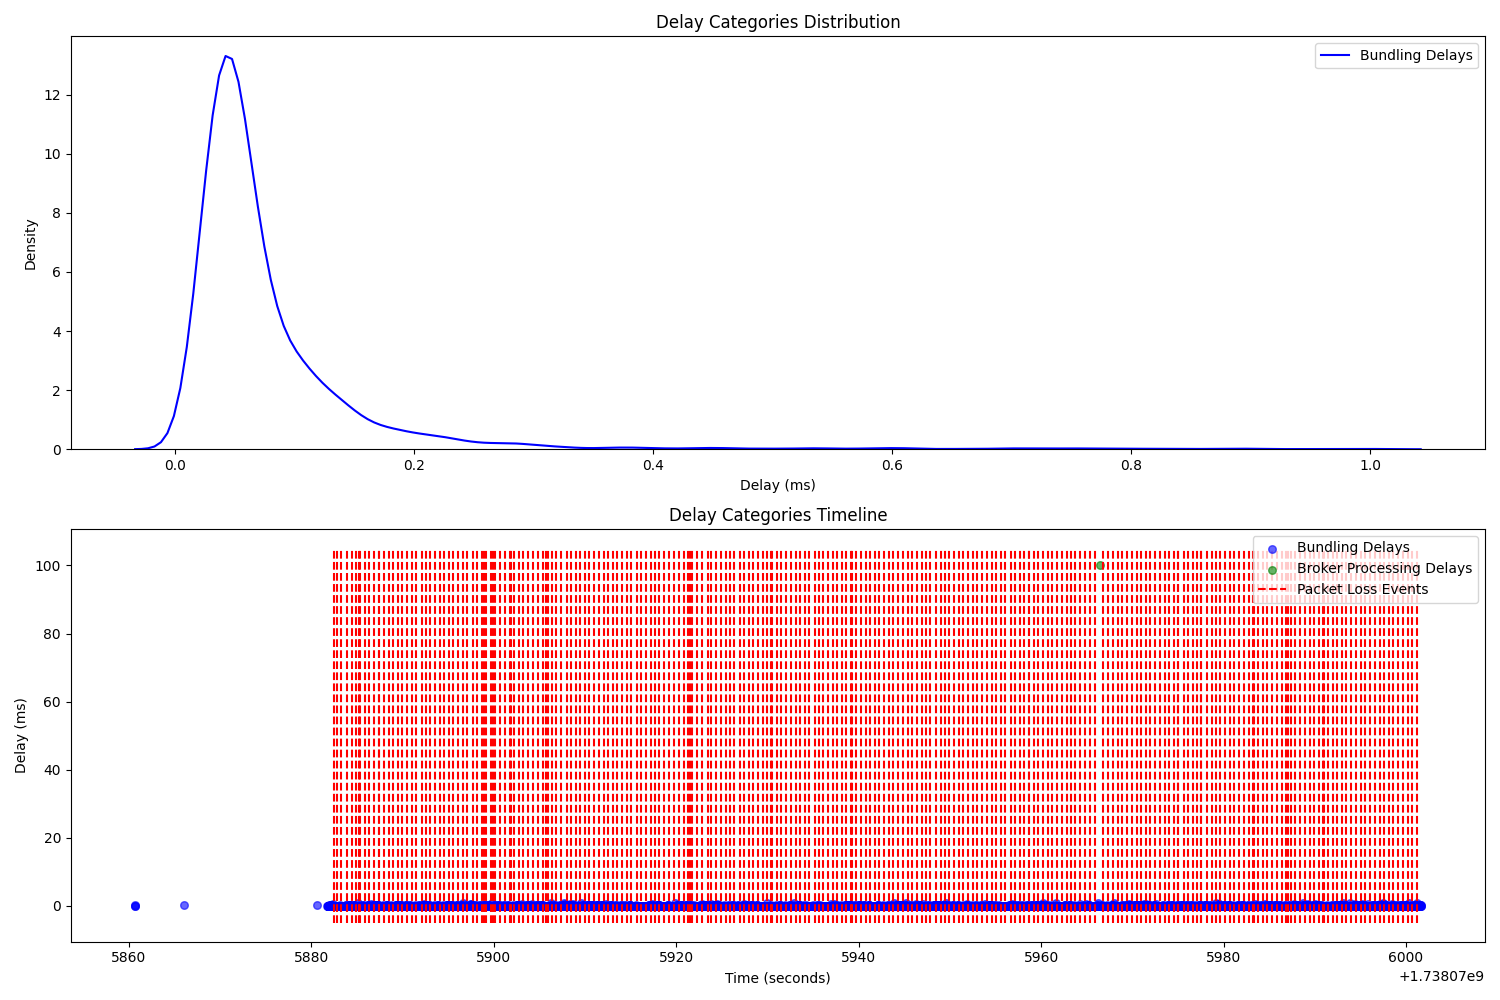 Delay Categories Distribution
Bundling Delays
Density
12
10
8
6
4
2
0
0.0 0.2 0.4 0.6 0.8 1.0
Delay (ms)
Delay Categories Timeline
Bundling Delays
Broker Processing Delays
Packet Loss Events
Delay (ms)
100
80
60
40
20
0
5860 5880 5900 5920 5940 5960 5980 6000
Time (seconds)
+1.73807e9